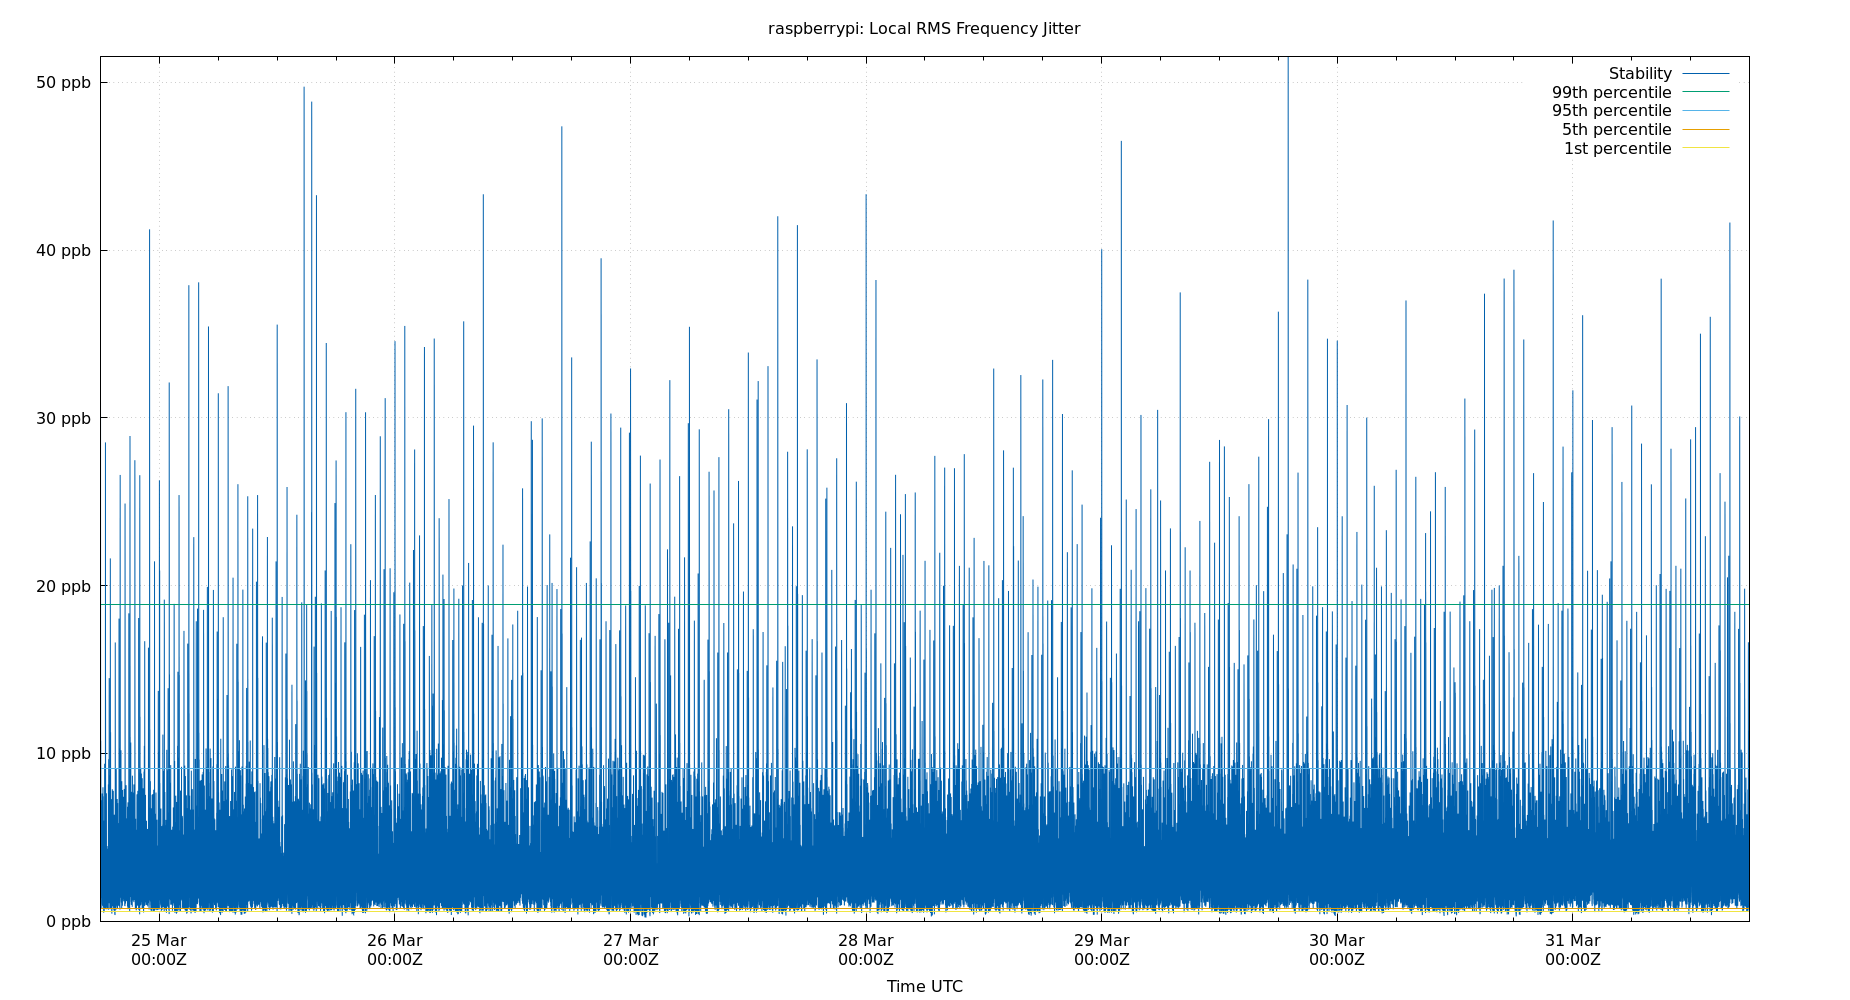 raspberrypi: Local RMS Frequency Jitter
50 ppb
40 ppb
30 ppb
20 ppb
10 ppb
0 ppb
Stability
99th percentile
95th percentile
5th percentile
1st percentile
25 Mar 26 Mar 27 Mar 28 Mar 29 Mar 30 Mar 31 Mar
00:00Z 00:00Z 00:00Z 00:00Z 00:00Z 00:00Z 00:00Z
Time UTC